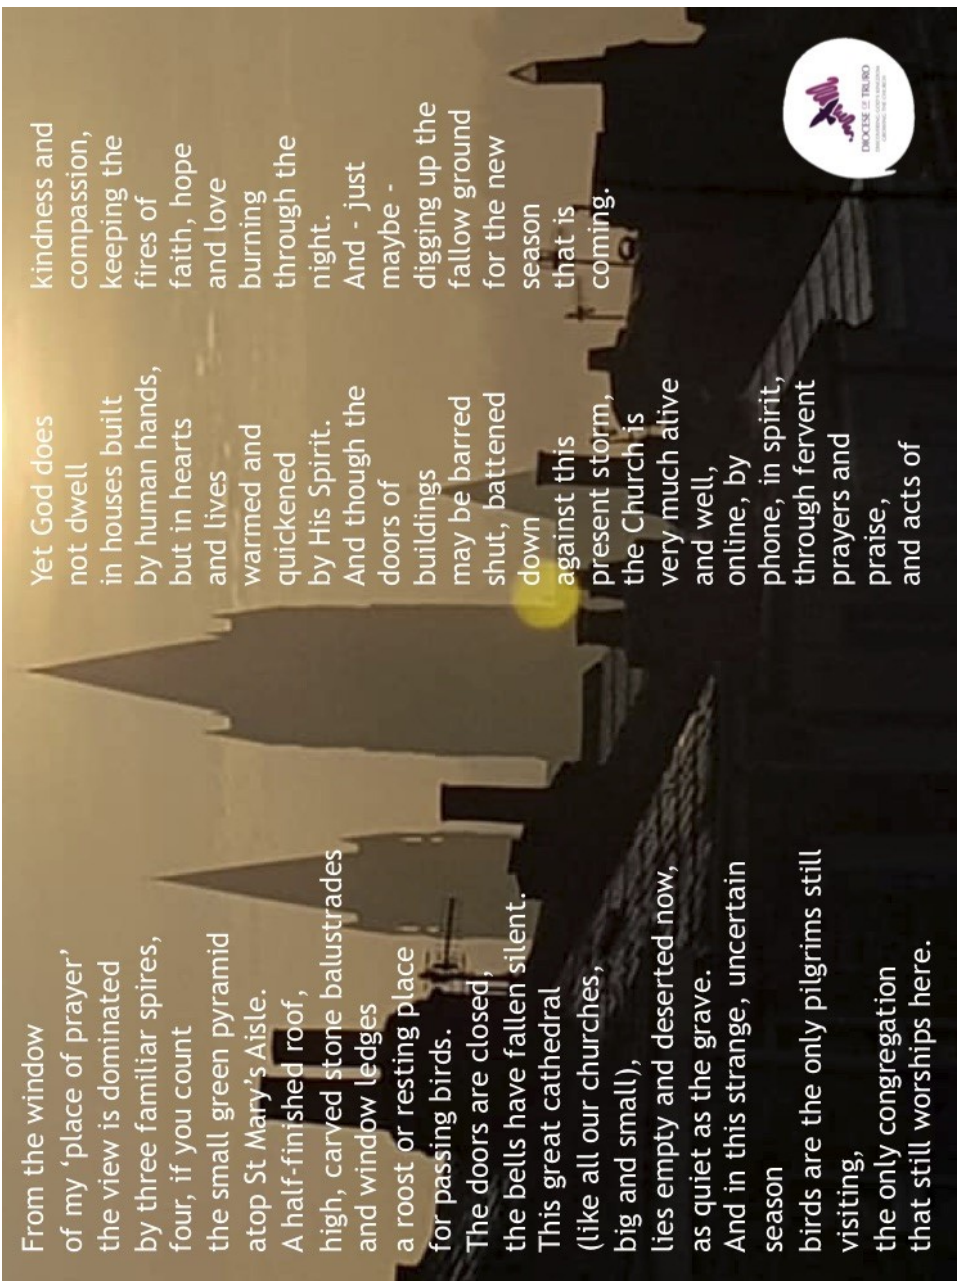 From the window
of my ‘place of prayer’
the view is dominated
by three familiar spires,
four, if you count
the small green pyramid
atop St Mary’s Aisle.
A half-finished roof,
high, carved stone balustrades
and window ledges
a roost or resting place
for passing birds.
The doors are closed,
the bells have fallen silent.
This great cathedral
(like all our churches,
big and small),
lies empty and deserted now,
as quiet as the grave.
And in this strange, uncertain
season
birds are the only pilgrims still
visiting,
the only congregation
that still worships here.
Yet God does
not dwell
in houses built
by human hands,
but in hearts
and lives
warmed and
quickened
by His Spirit.
And though the
doors of
buildings
may be barred
shut, battened
down
against this
present storm,
the Church is
very much alive
and well,
online, by
phone, in spirit,
through fervent
prayers and
praise,
and acts of
kindness and
compassion,
keeping the
fires of
faith, hope
and love
burning
through the
night.
And - just
maybe -
digging up the
fallow ground
for the new
season
that is
coming.
DIOCESE OF TRURO
DISCOVERING GOD'S KINGDOM
GROWING THE CHURCH